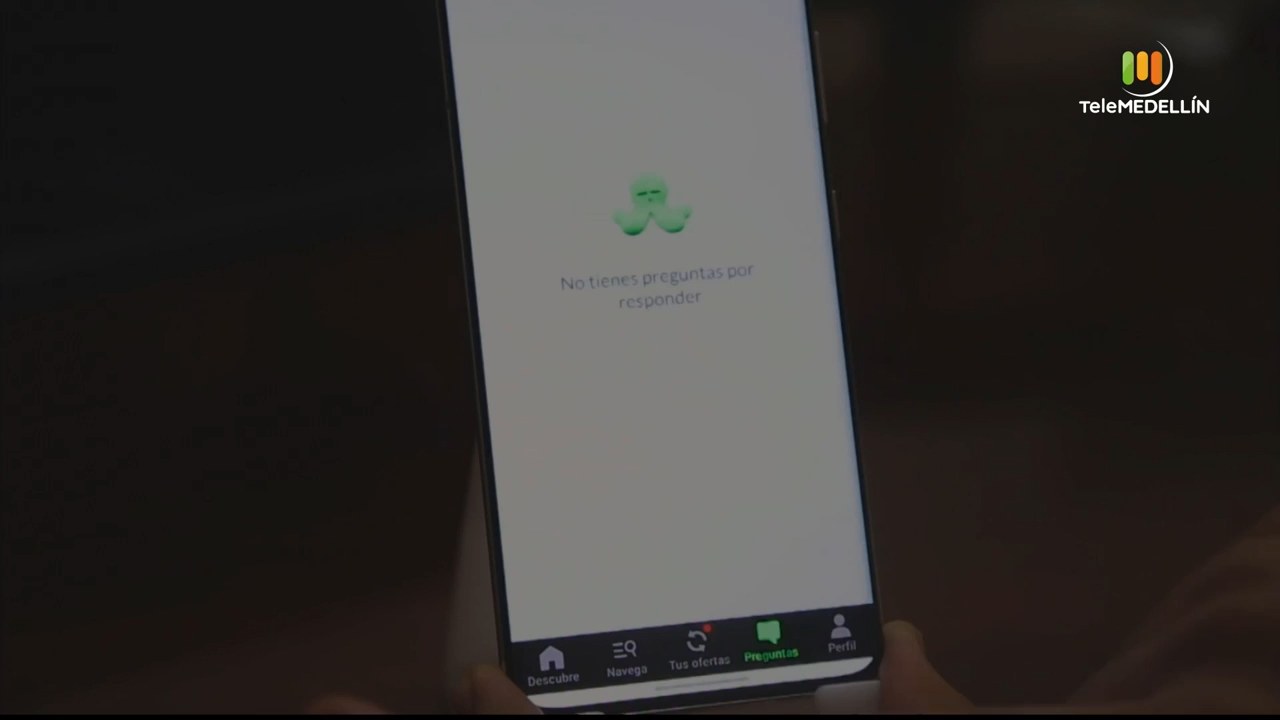 TeleMEDELLÍN
No tienes preguntas por
responder
Descubre
Navega
Tus ofertas
Preguntas
Perfil